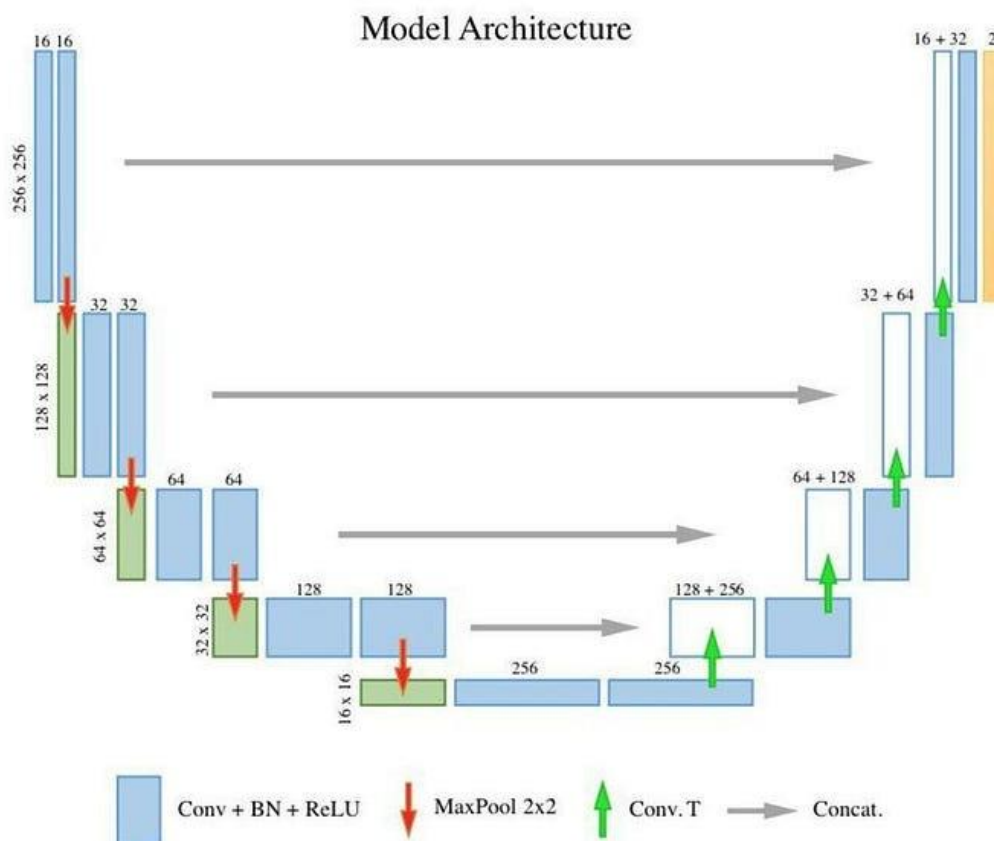 Model Architecture
16 16
16 + 32
2
256 x 256
32 32
32 + 64
128 x 128
64 64
64 + 128
64 x 64
128 128
128 + 256
32 x 32
256 256
16 x 16
Conv + BN + ReLU
MaxPool 2x2
Conv. T
Concat.